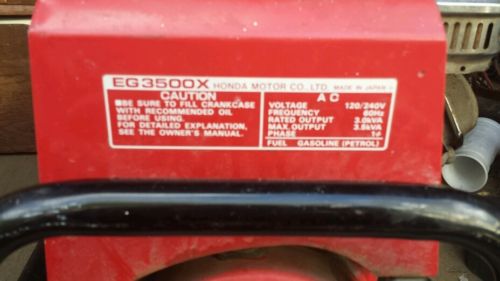 EG3500X HONDA MOTOR CO., LTD. MADE IN JAPAN
CAUTION
■BE SURE TO FILL CRANKCASE
WITH RECOMMENDED OIL
BEFORE USING.
FOR DETAILED EXPLANATION,
SEE THE OWNER'S MANUAL.
AC
VOLTAGE 120/240V
FREQUENCY 60Hz
RATED OUTPUT 3.0kVA
MAX. OUTPUT 3.5kVA
PHASE 1
FUEL GASOLINE (PETROL)